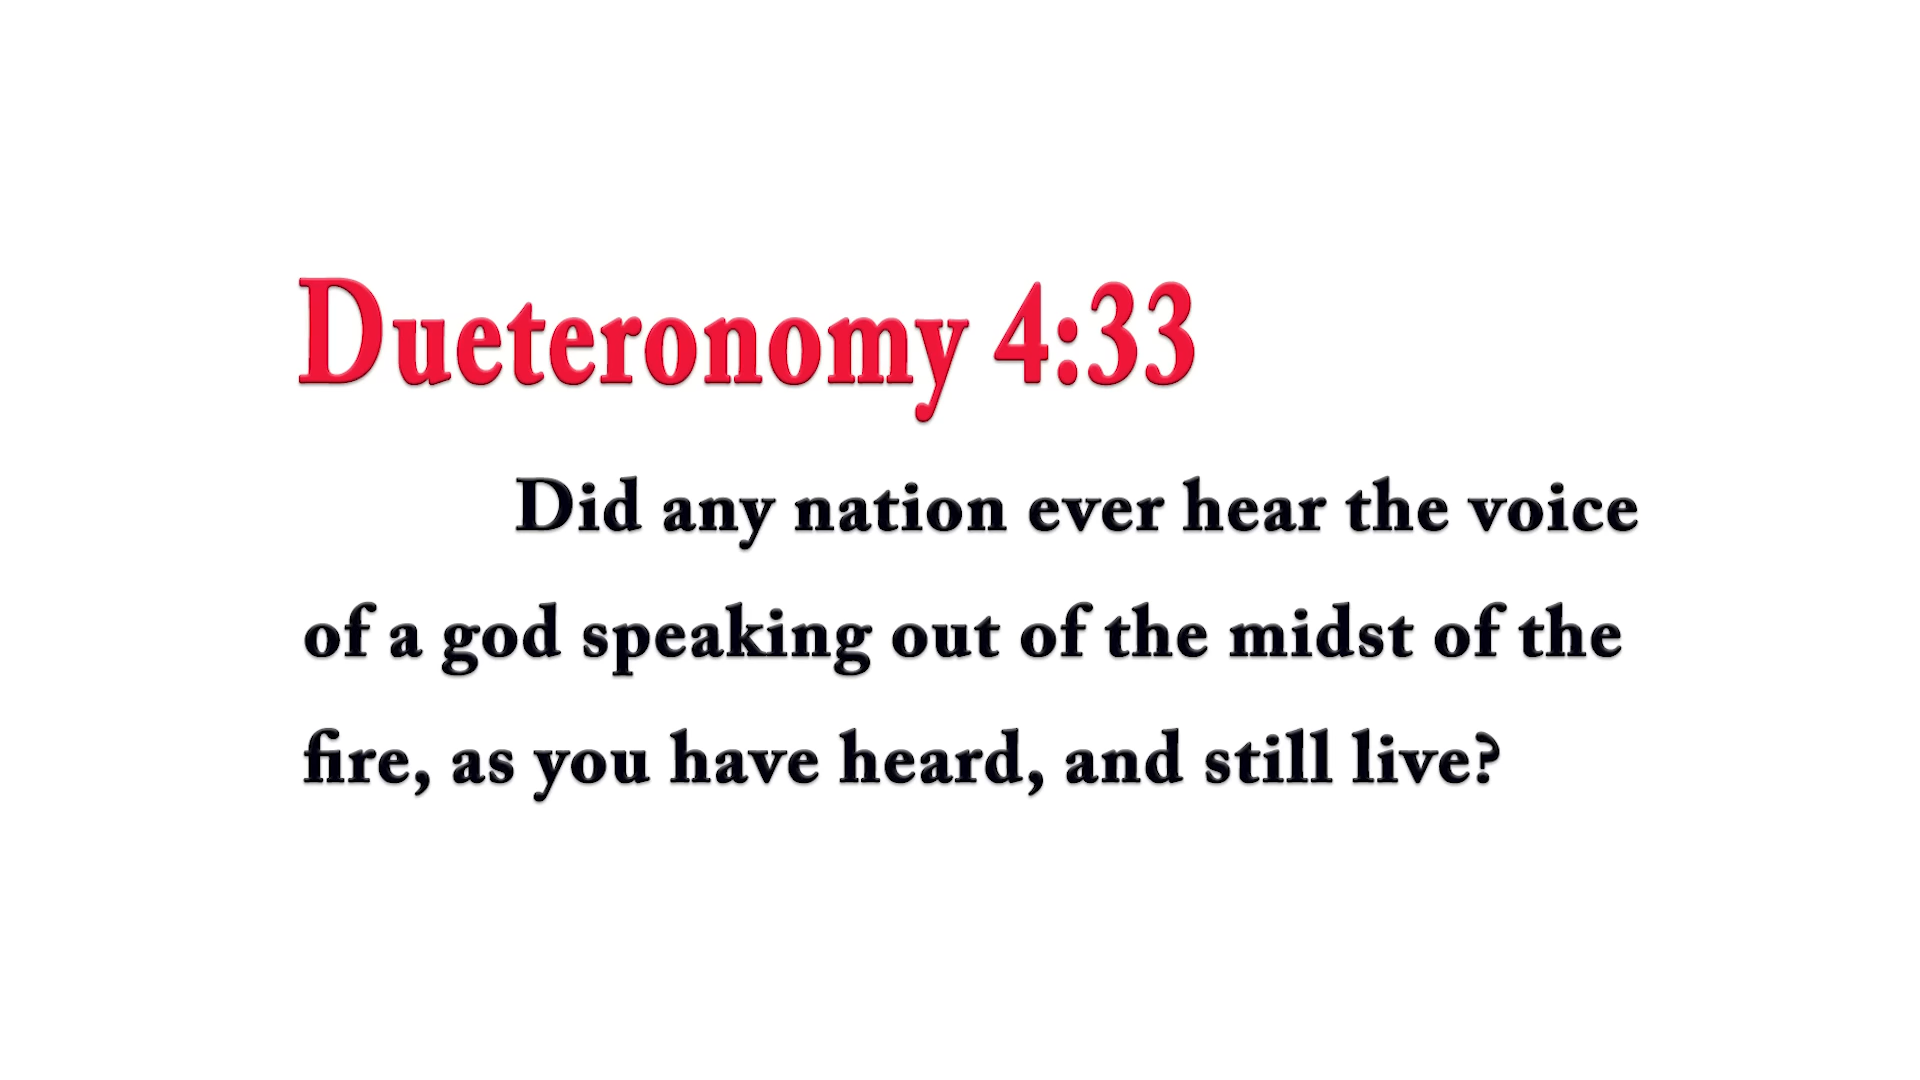 Dueteronomy 4:33
Did any nation ever hear the voice
of a god speaking out of the midst of the
fire, as you have heard, and still live?